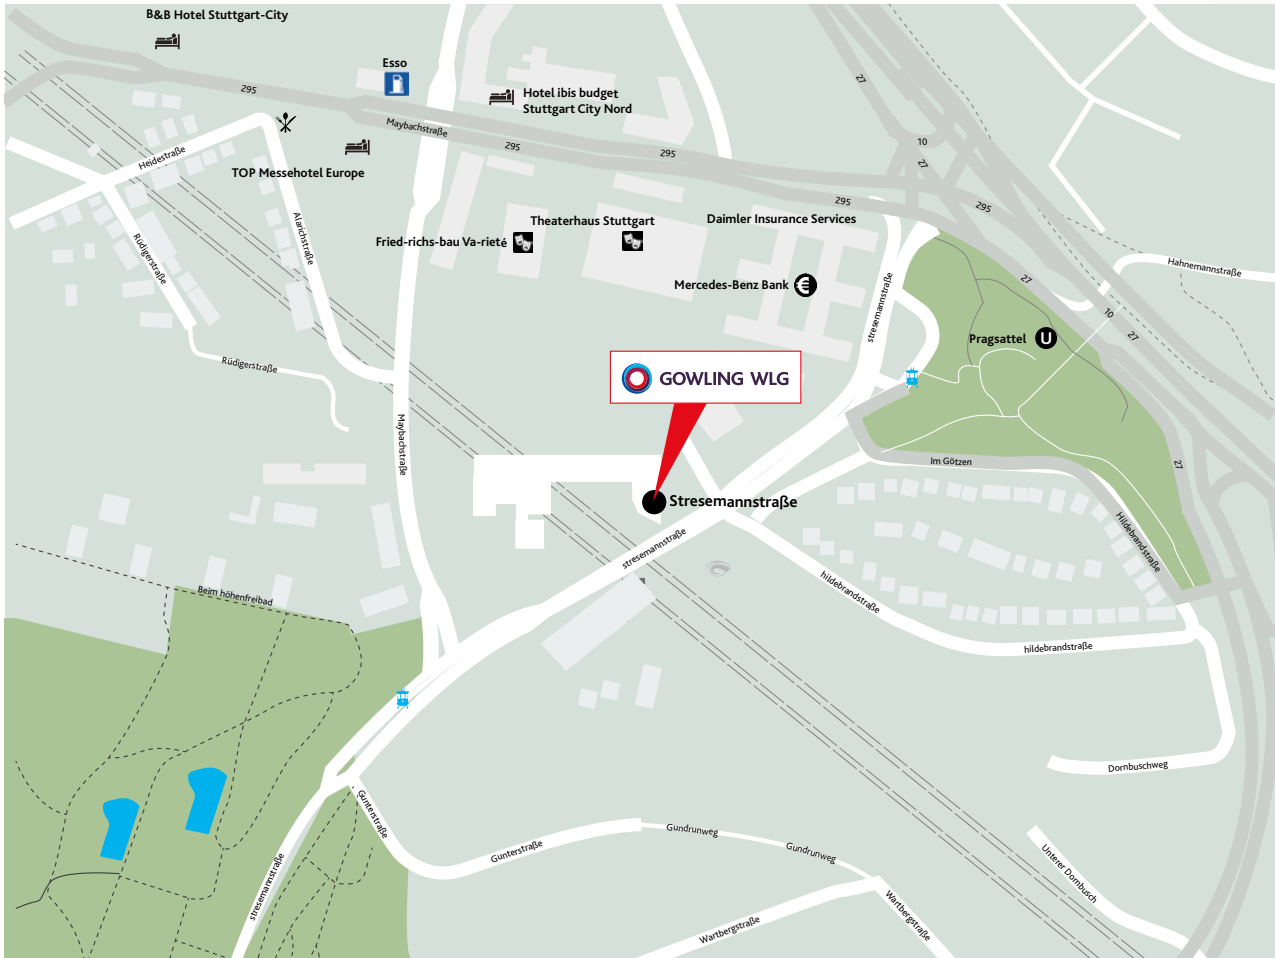 B&B Hotel Stuttgart-City
Esso
Hotel ibis budget
Stuttgart City Nord
295
Maybachstraße
295
295
27
10
27
Heidestraße
TOP Messehotel Europe
295
295
Alarichstraße
Rüdigerstraße
Theaterhaus Stuttgart
Daimler Insurance Services
Fried-richs-bau Va-rieté
Mercedes-Benz Bank
€
stresemannstraße
27
Hahnemannstraße
10
27
Pragsattel
U
Rüdigerstraße
GOWLING WLG
Maybachstraße
Im Götzen
27
Stresemannstraße
stresemannstraße
Hildebrandstraße
hildebrandstraße
Beim höhenfreibad
hildebrandstraße
Dornbuschweg
Gunterstraße
Gunterstraße
Gundrunweg
Gundrunweg
Unterer Dornbusch
stresemannstraße
Wartbergstraße
Wartbergstraße